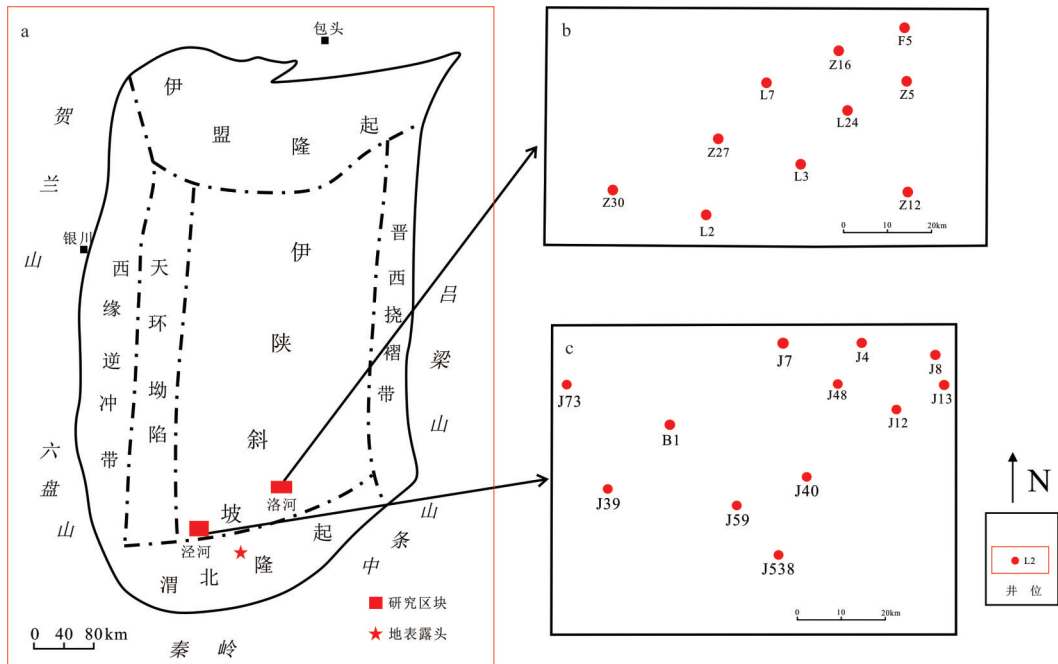 a
包头
伊盟隆起
贺兰山
银川
西缘逆冲带
天环坳陷
伊陕斜坡
晋西挠褶带
吕梁山
六盘山
洛河
泾河
渭北隆起
中条山
秦岭
研究区块
地表露头
0 40 80km
b
F5
Z16
L7
Z5
L24
Z27
L3
Z30
L2
Z12
0 10 20km
c
J7
J4
J8
J73
J48
J13
J12
B1
J40
J39
J59
J538
0 10 20km
N
L2
井 位